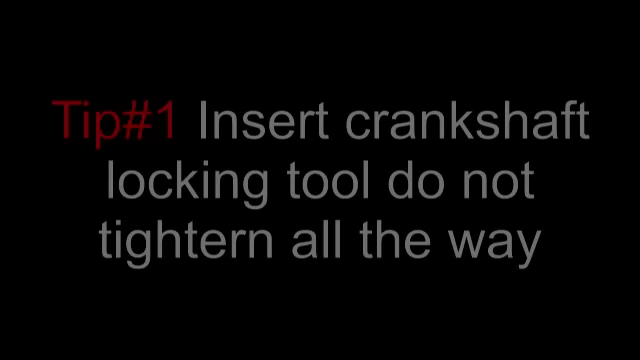 Tip#1 Insert crankshaft
locking tool do not
tightern all the way